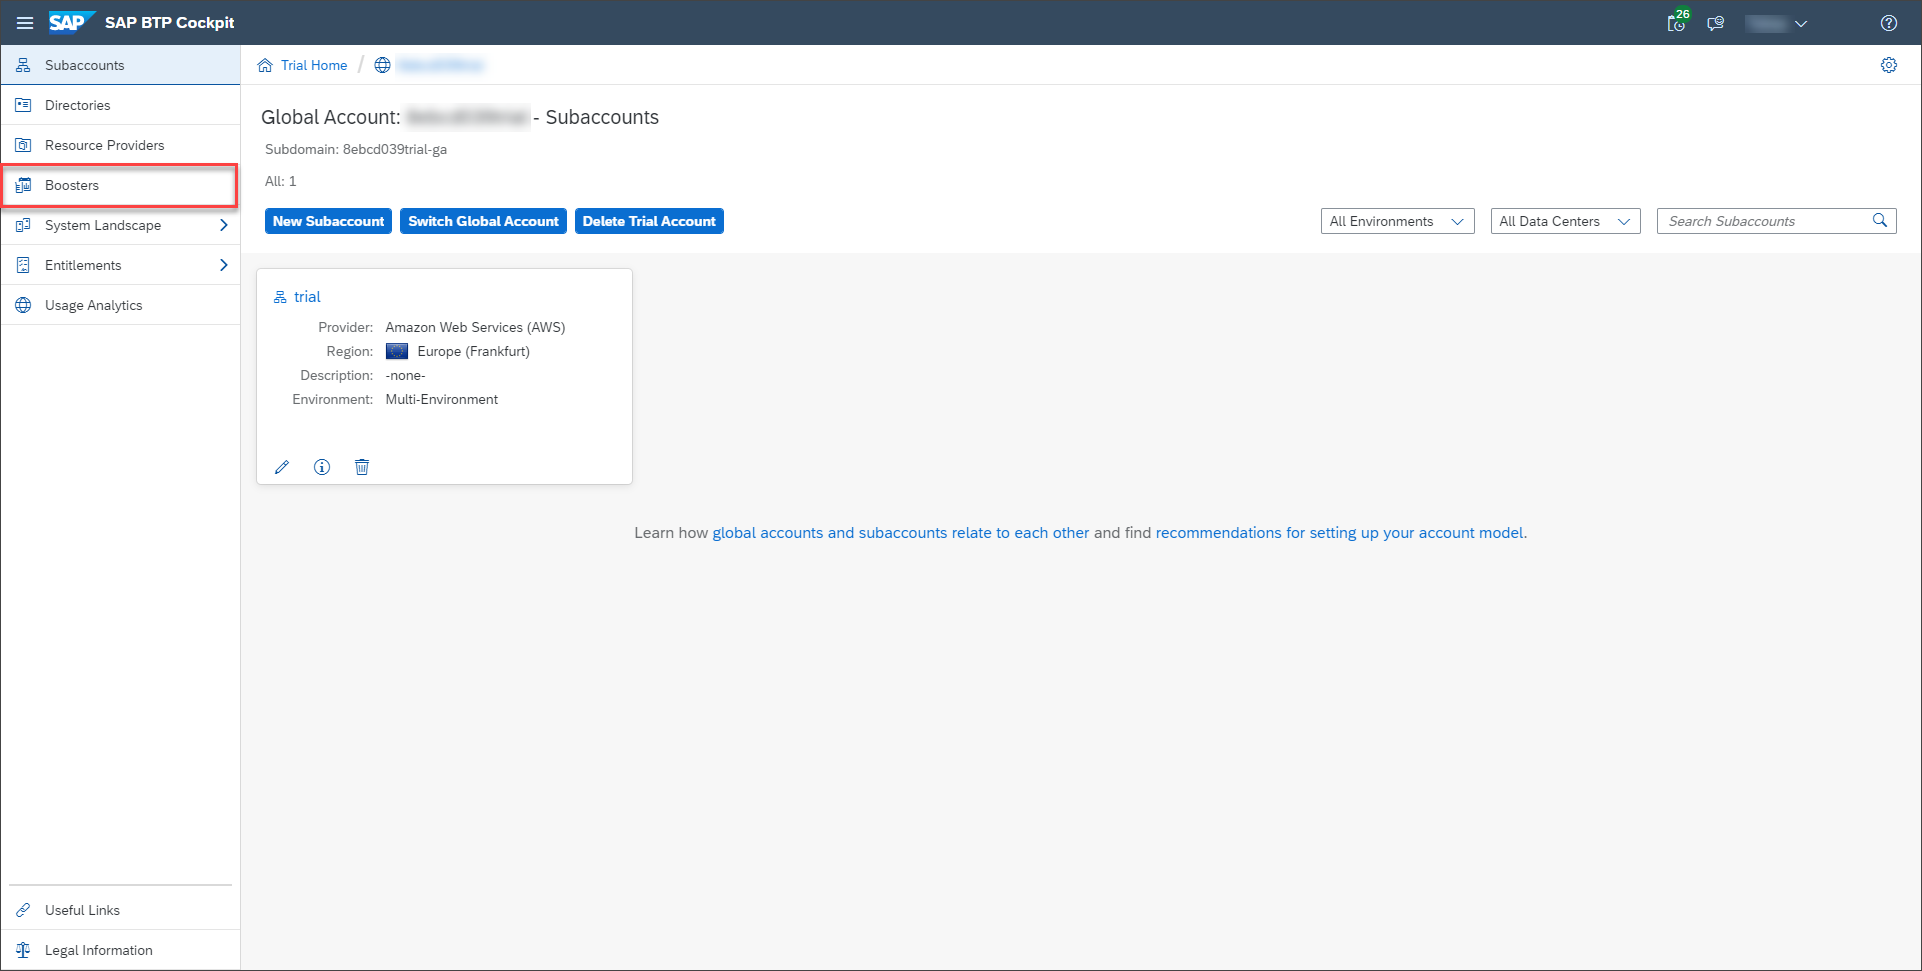 SAP SAP BTP Cockpit 26
Subaccounts
Directories
Resource Providers
Boosters
System Landscape
Entitlements
Usage Analytics
Useful Links
Legal Information
Trial Home /
Global Account: - Subaccounts
Subdomain: 8ebcd039trial-ga
All: 1
New Subaccount Switch Global Account Delete Trial Account All Environments All Data Centers Search Subaccounts
trial
Provider: Amazon Web Services (AWS)
Region: Europe (Frankfurt)
Description: -none-
Environment: Multi-Environment
Learn how global accounts and subaccounts relate to each other and find recommendations for setting up your account model.